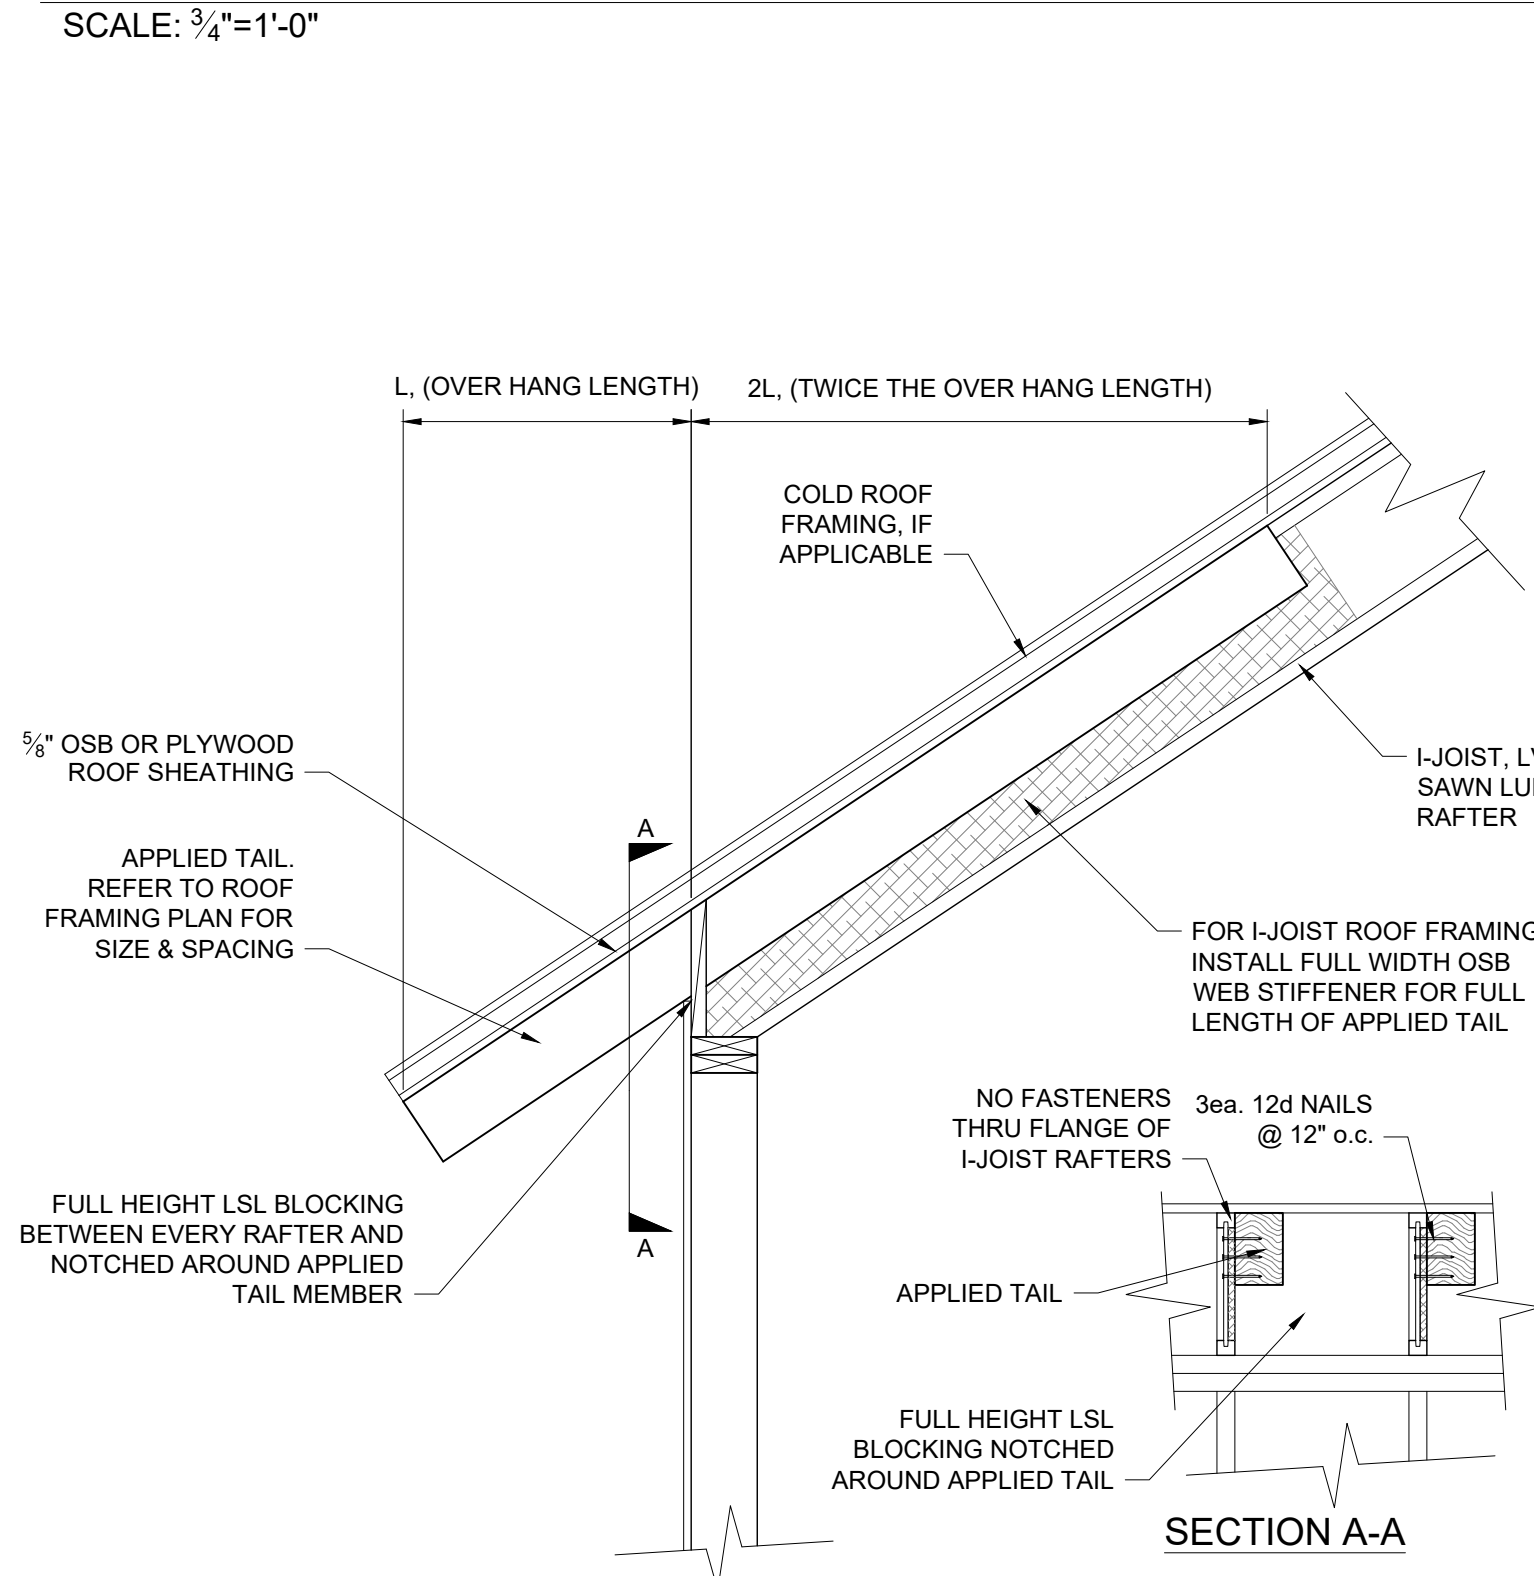 SCALE: 3/4"=1'-0"
L, (OVER HANG LENGTH)
2L, (TWICE THE OVER HANG LENGTH)
COLD ROOF
FRAMING, IF
APPLICABLE
5/8" OSB OR PLYWOOD
ROOF SHEATHING
I-JOIST,
SAWN
RAFTER
A
APPLIED TAIL.
REFER TO ROOF
FRAMING PLAN FOR
SIZE & SPACING
FOR I-JOIST ROOF FRAMING
INSTALL FULL WIDTH OSB
WEB STIFFENER FOR FULL
LENGTH OF APPLIED TAIL
NO FASTENERS
THRU FLANGE OF
I-JOIST RAFTERS
3ea. 12d NAILS
@ 12" o.c.
FULL HEIGHT LSL BLOCKING
BETWEEN EVERY RAFTER AND
NOTCHED AROUND APPLIED
TAIL MEMBER
A
APPLIED TAIL
FULL HEIGHT LSL
BLOCKING NOTCHED
AROUND APPLIED TAIL
SECTION A-A